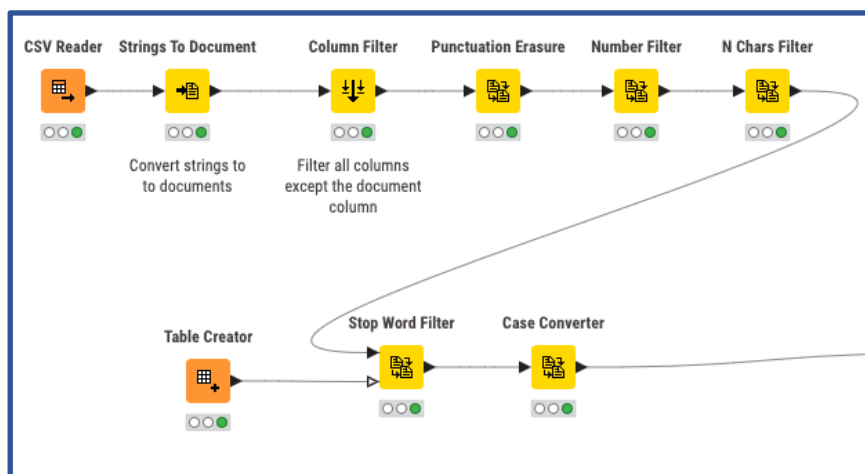 CSV Reader
Strings To Document
Column Filter
Punctuation Erasure
Number Filter
N Chars Filter
Convert strings to
to documents
Filter all columns
except the document
column
Table Creator
Stop Word Filter
Case Converter